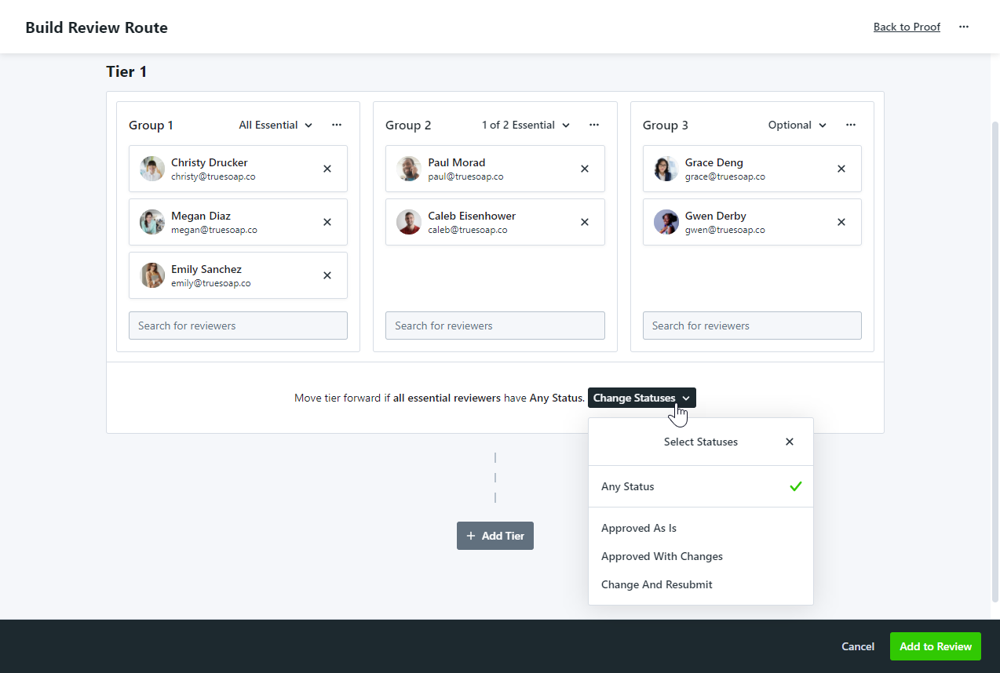 Build Review Route
Back to Proof
Tier 1
Group 1
All Essential
Christy Drucker
christy@truesoap.co
Megan Diaz
megan@truesoap.co
Emily Sanchez
emily@truesoap.co
Search for reviewers
Group 2
1 of 2 Essential
Paul Morad
paul@truesoap.co
Caleb Eisenhower
caleb@truesoap.co
Search for reviewers
Group 3
Optional
Grace Deng
grace@truesoap.co
Gwen Derby
gwen@truesoap.co
Search for reviewers
Move tier forward if all essential reviewers have Any Status. Change Statuses
Select Statuses
Any Status
Approved As Is
Approved With Changes
Change And Resubmit
+ Add Tier
Cancel
Add to Review